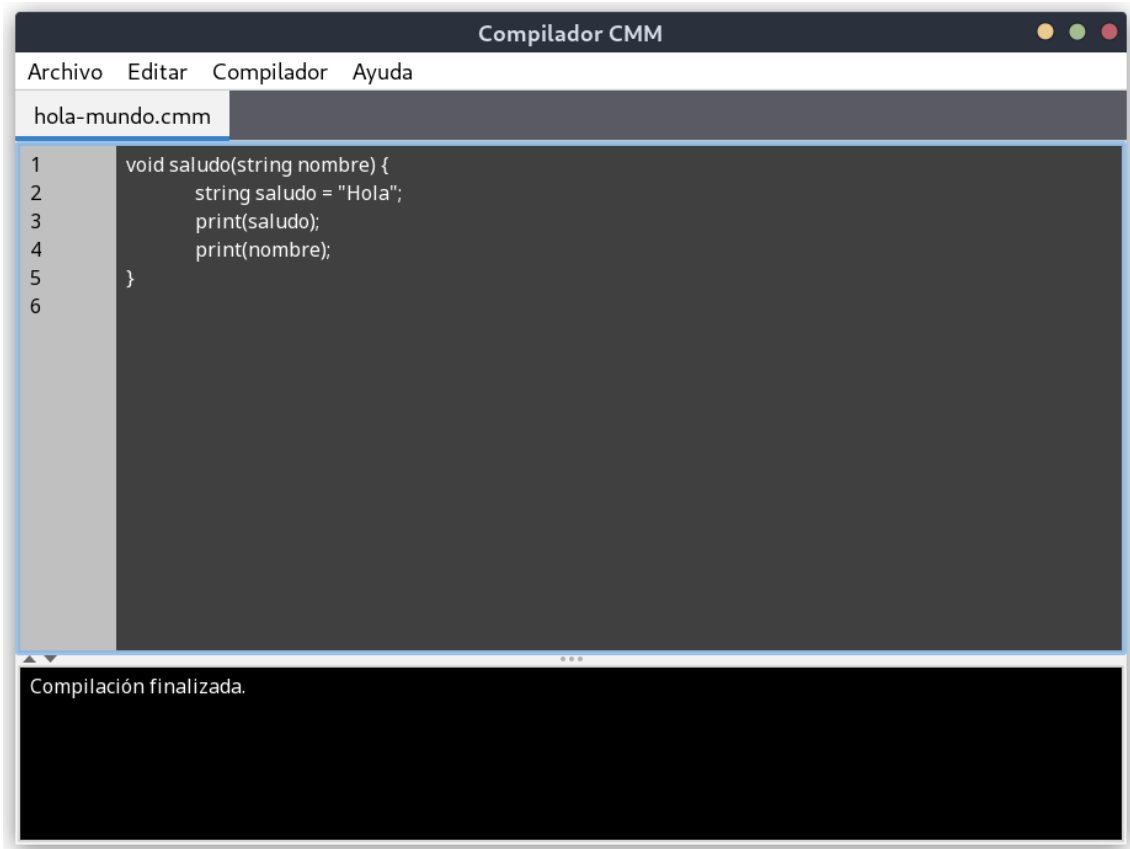 Compilador CMM
Archivo Editar Compilador Ayuda
hola-mundo.cmm
1 void saludo(string nombre) {
2 string saludo = "Hola";
3 print(saludo);
4 print(nombre);
5 }
6
Compilación finalizada.